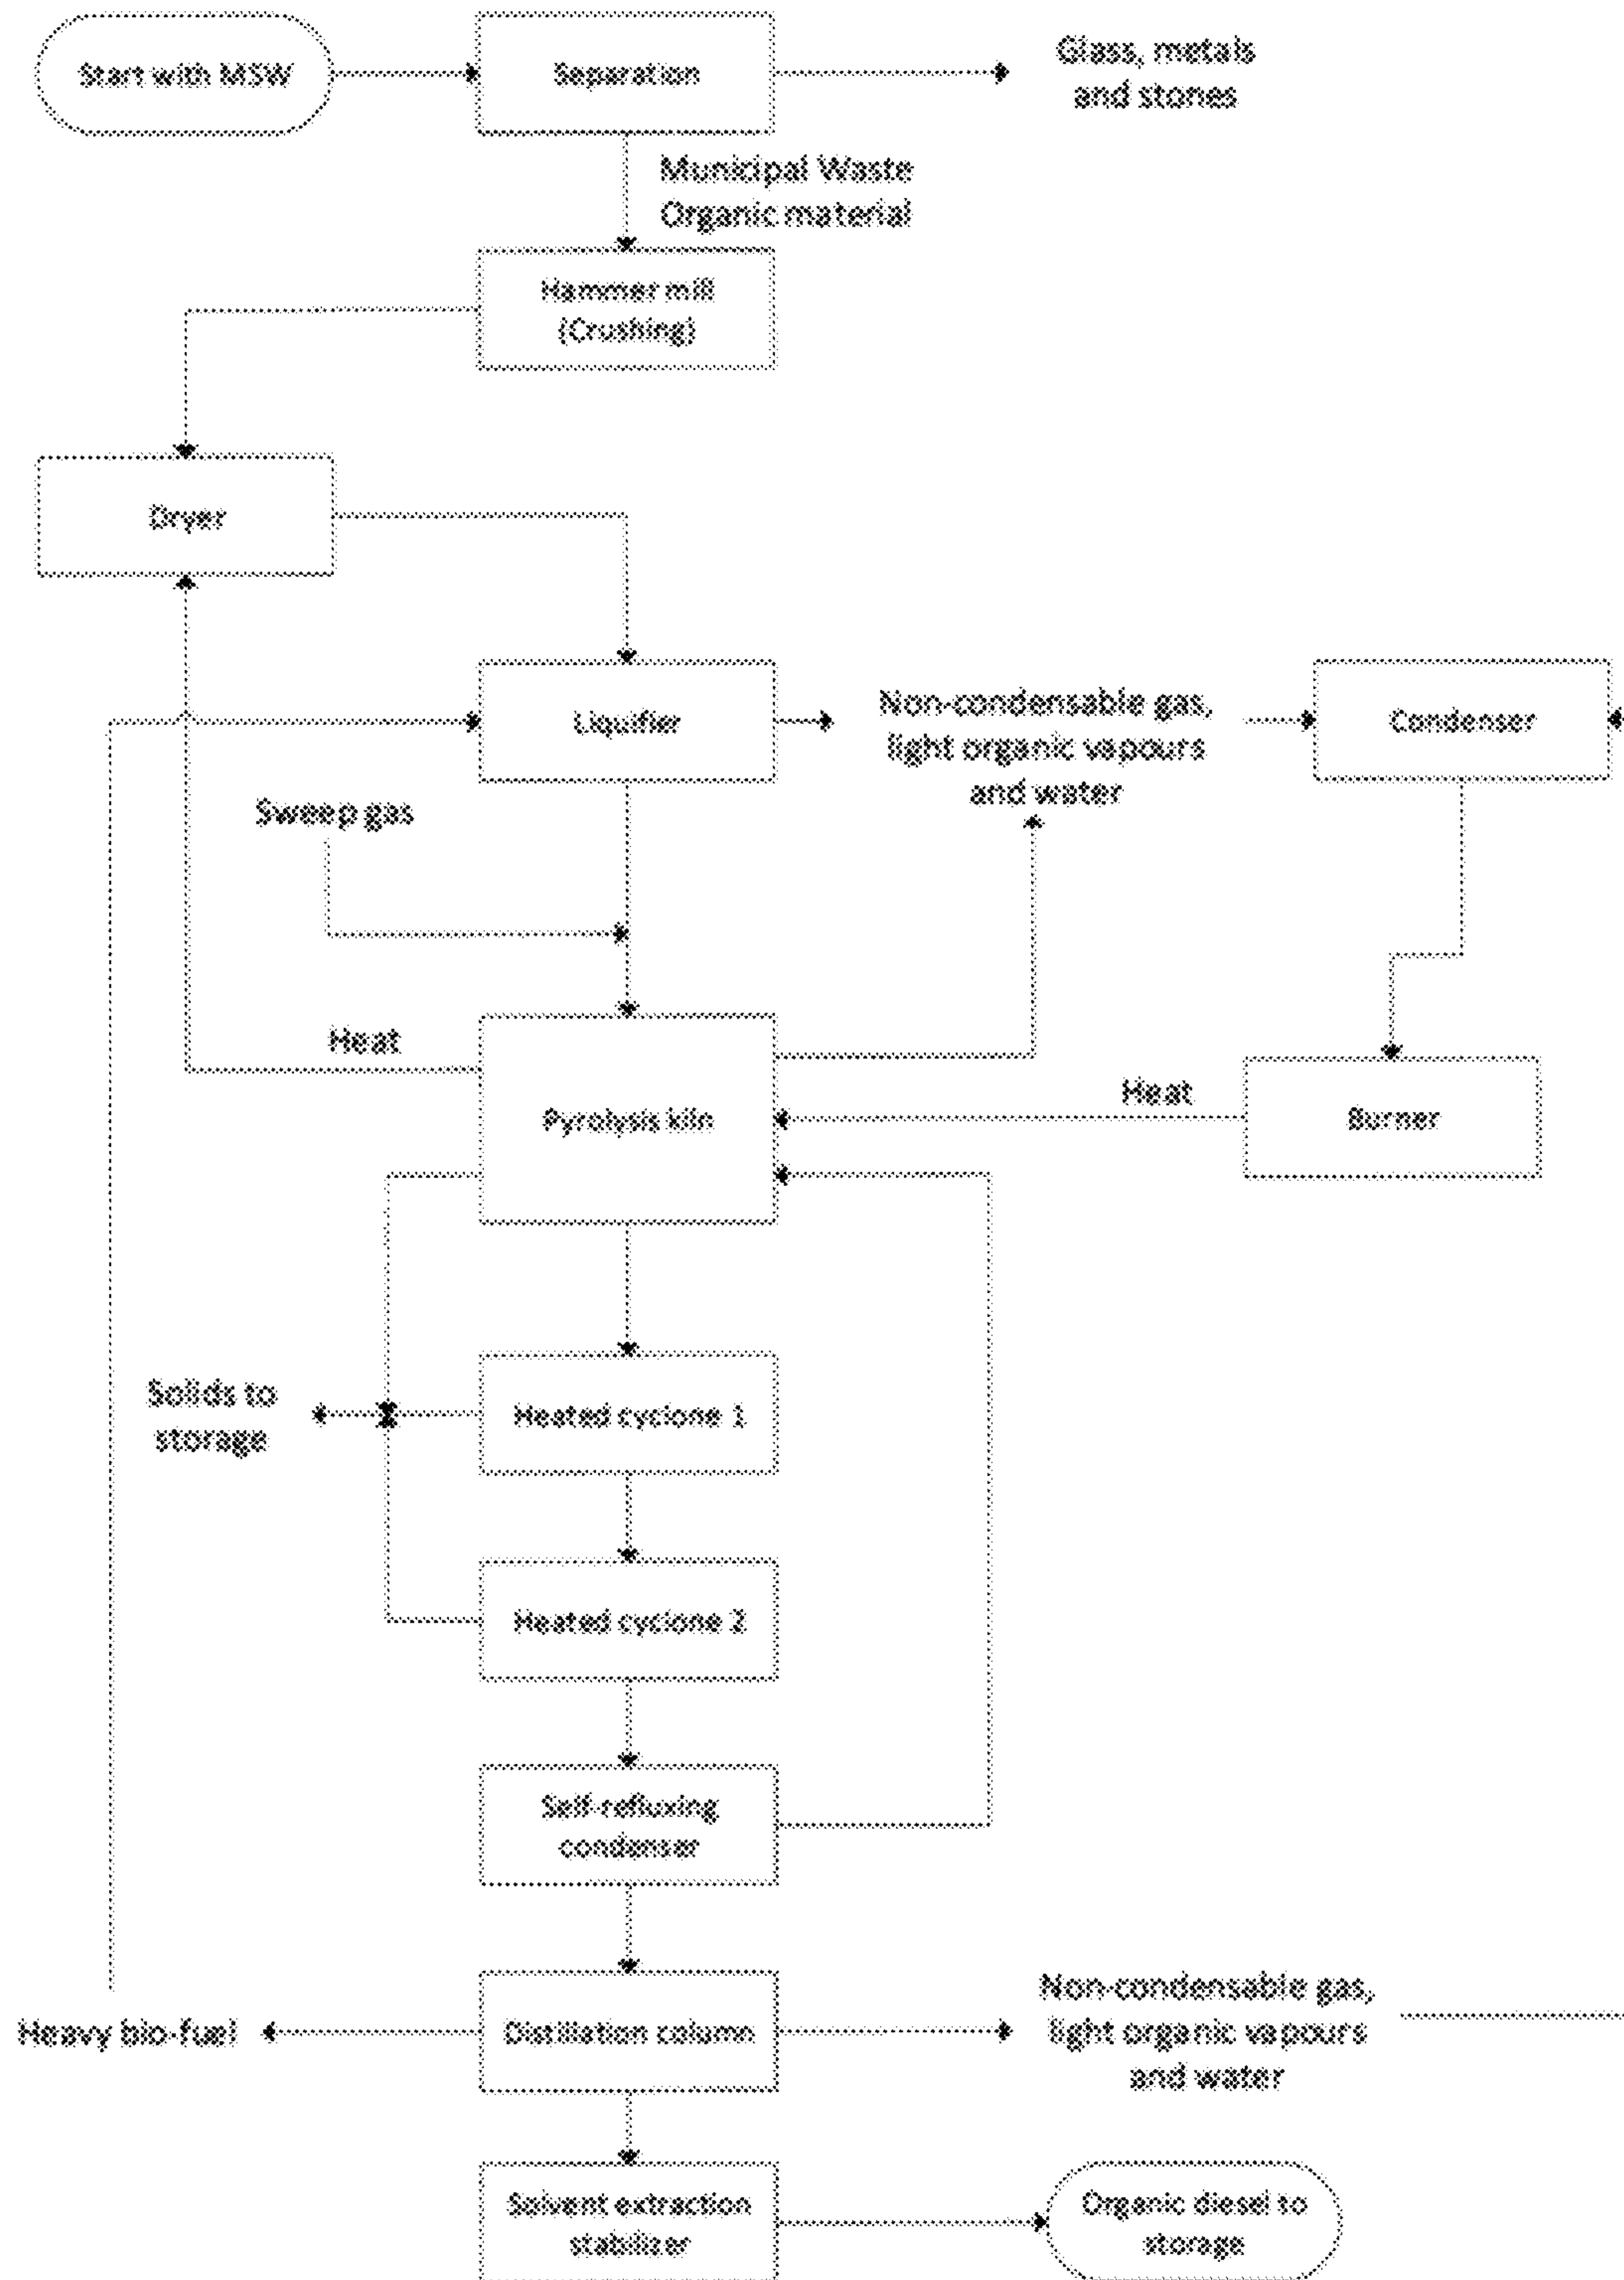 Start with MSW
Separation
Glass, metals
and stones
Municipal Waste
Organic material
Hammer mill
(Crushing)
Dryer
Liquifier
Non-condensable gas,
light organic vapours
and water
Condenser
Sweep gas
Heat
Heat
Pyrolysis kiln
Burner
Solids to
storage
Heated cyclone 1
Heated cyclone 2
Self-refluxing
condenser
Heavy bio-fuel
Distillation column
Non-condensable gas,
light organic vapours
and water
Solvent extraction
stabilizer
Organic diesel to
storage